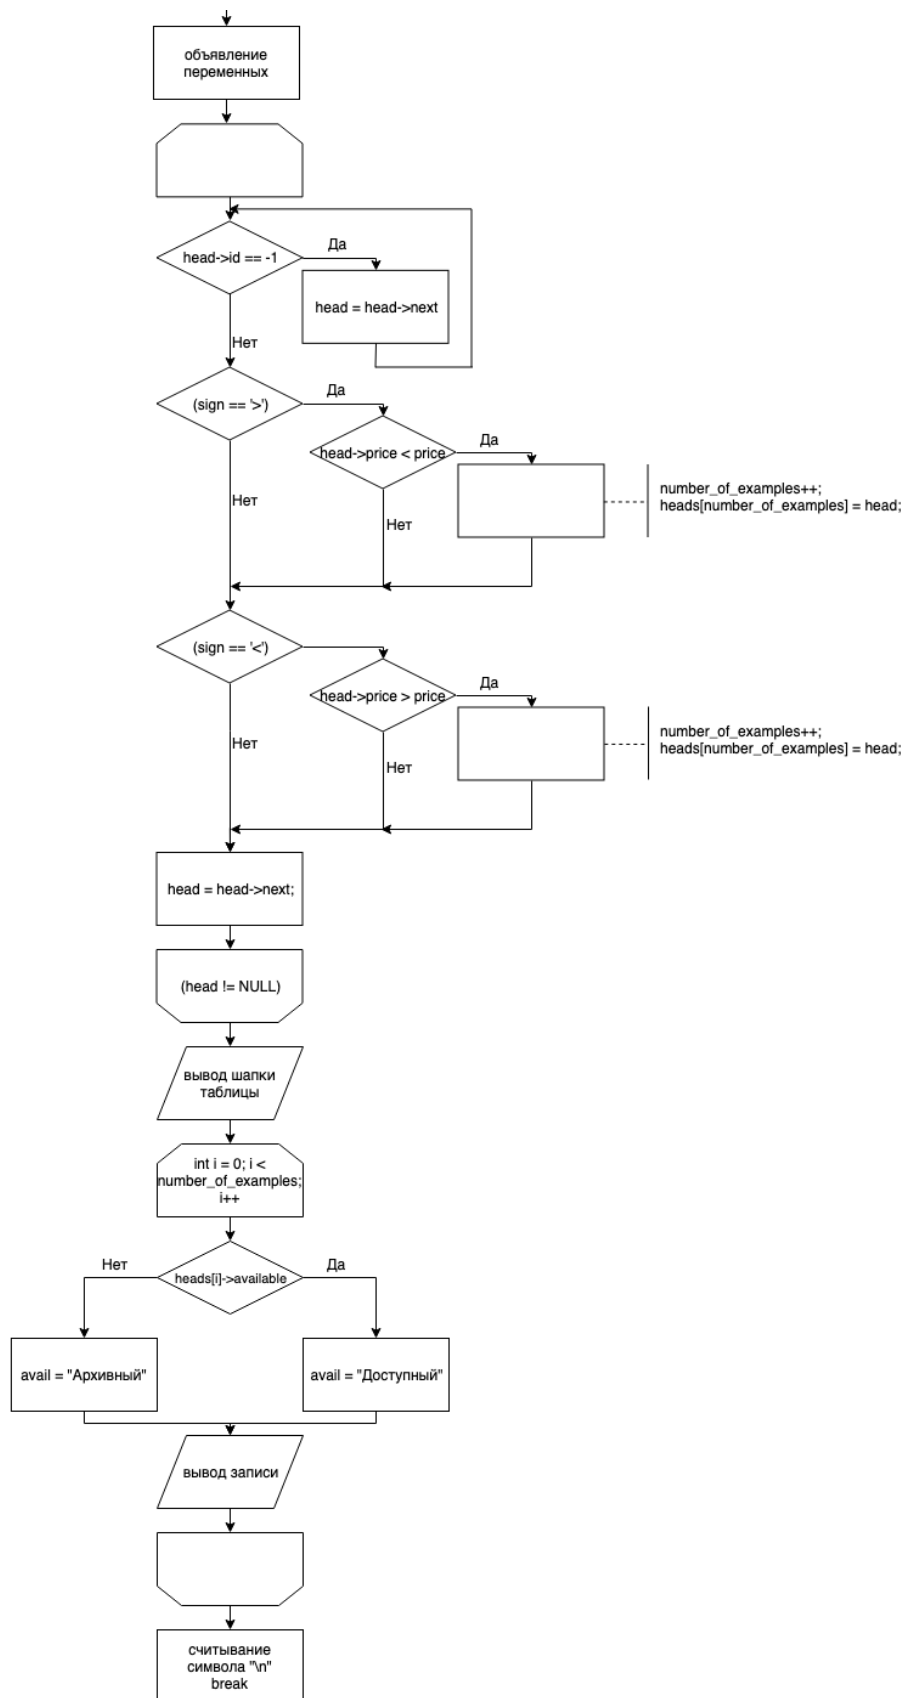 объявление
переменных
head->id == -1
Да
head = head->next
Нет
(sign == '>')
Да
head->price < price
Да
number_of_examples++;
heads[number_of_examples] = head;
Нет
Нет
(sign == '<')
head->price > price
Да
number_of_examples++;
heads[number_of_examples] = head;
Нет
Нет
head = head->next;
(head != NULL)
вывод шапки
таблицы
int i = 0; i <
number_of_examples;
i++
Нет
heads[i]->available
Да
avail = "Архивный"
avail = "Доступный"
вывод записи
считывание
символа "\n"
break